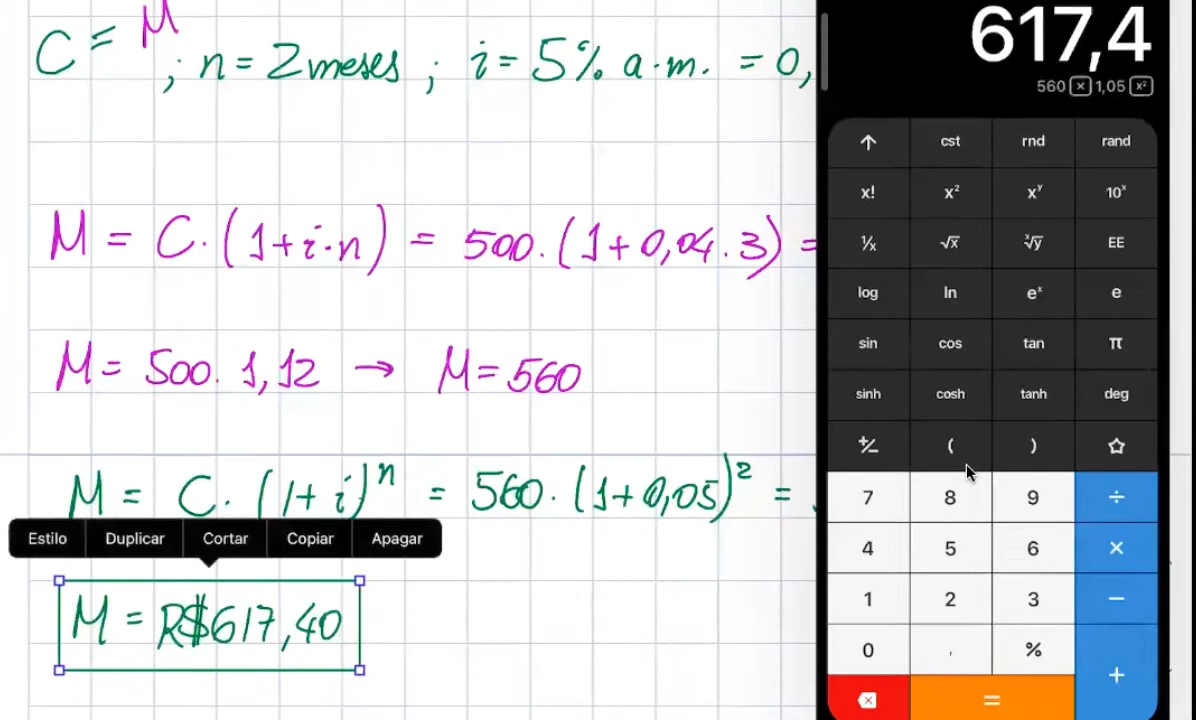 C = M ; n = 2 meses ; i = 5% a.m. = 0,
M = C.(1+i.n) = 500.(1+0,04.3) =
M = 500. 1,12 → M = 560
M = C. (1+i)ⁿ = 560. (1+0,05)² =
Estilo Duplicar Cortar Copiar Apagar
M = R$617,40
617,4
560 × 1,05 x²
↑ cst rnd rand
x! x² xʸ 10ˣ
¹/x √x ˣ√y EE
log ln eˣ e
sin cos tan π
sinh cosh tanh deg
+/− ( ) ☆
7 8 9 ÷
4 5 6 ×
1 2 3 −
0 , % +
=